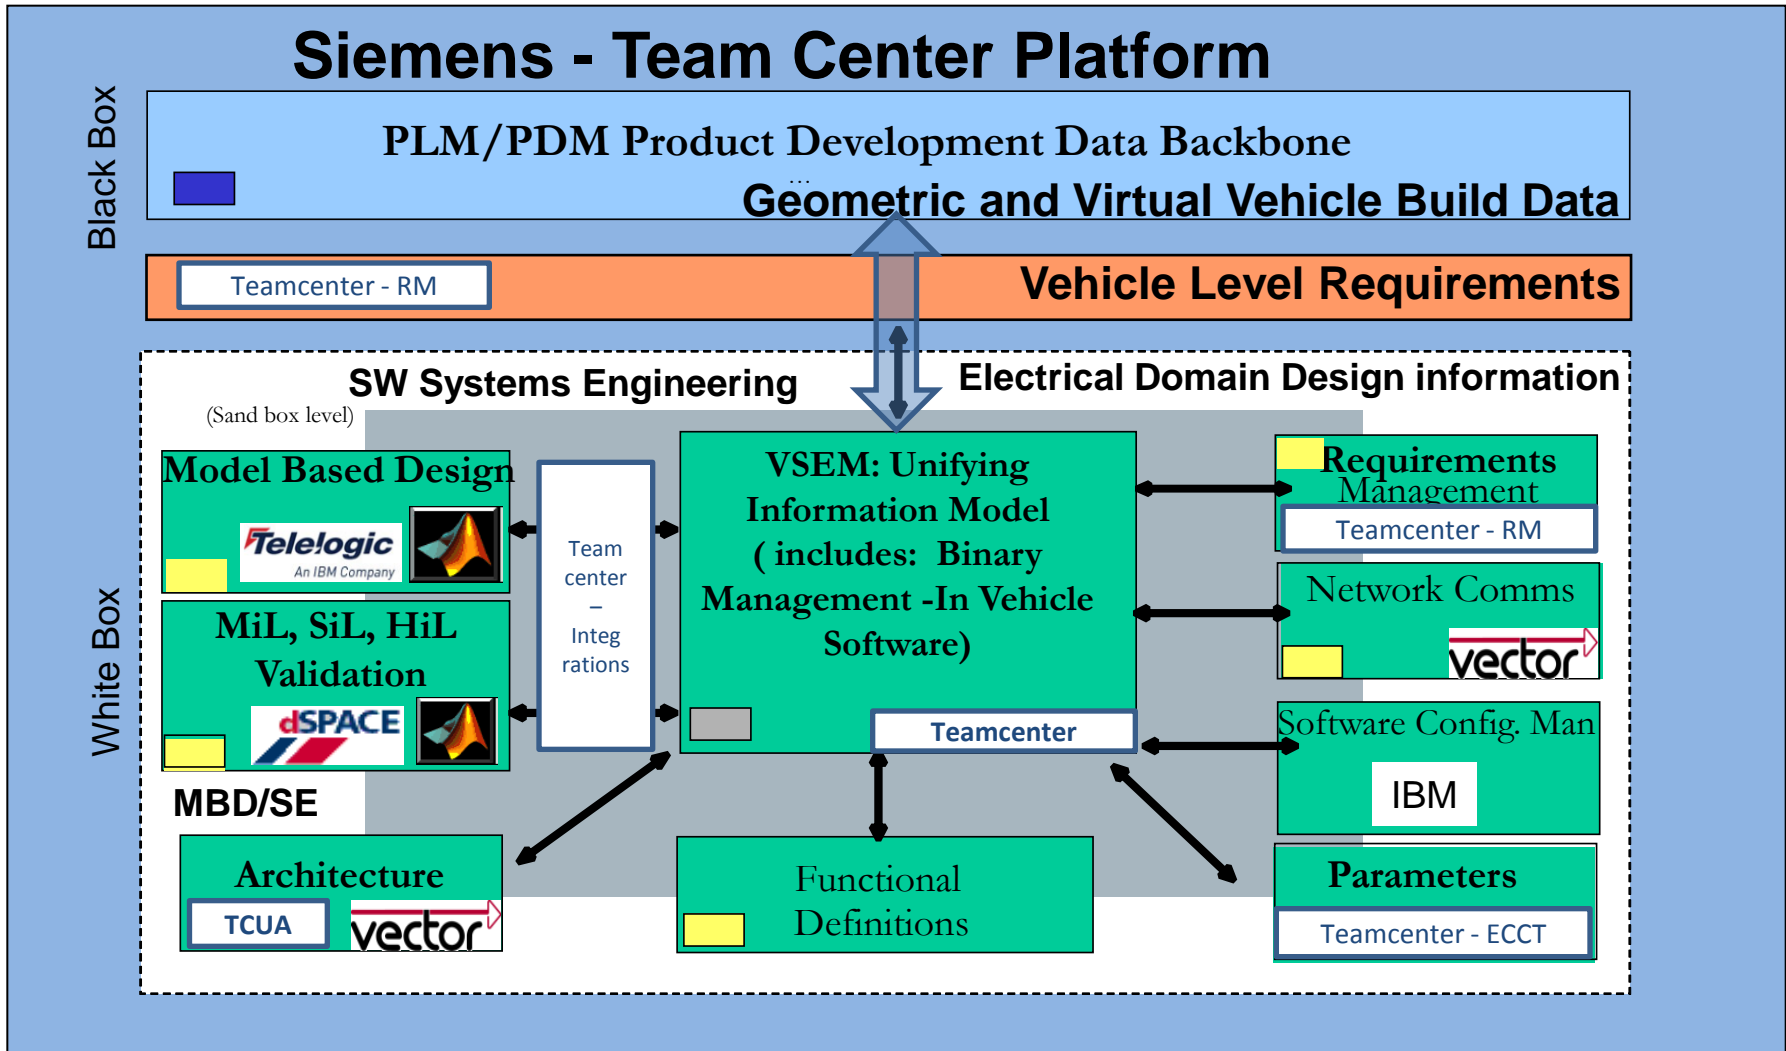 Siemens - Team Center Platform
Black Box
PLM/PDM Product Development Data Backbone
...
Geometric and Virtual Vehicle Build Data
Teamcenter - RM
Vehicle Level Requirements
White Box
SW Systems Engineering
Electrical Domain Design information
(Sand box level)
Model Based Design
Telelogic
An IBM Company
MiL, SiL, HiL
Validation
dSPACE
MBD/SE
Team
center
–
Integ
rations
VSEM: Unifying
Information Model
( includes: Binary
Management -In Vehicle
Software)
Teamcenter
Requirements
Management
Teamcenter - RM
Network Comms
vector
Software Config. Man
IBM
Architecture
TCUA
vector
Functional
Definitions
Parameters
Teamcenter - ECCT